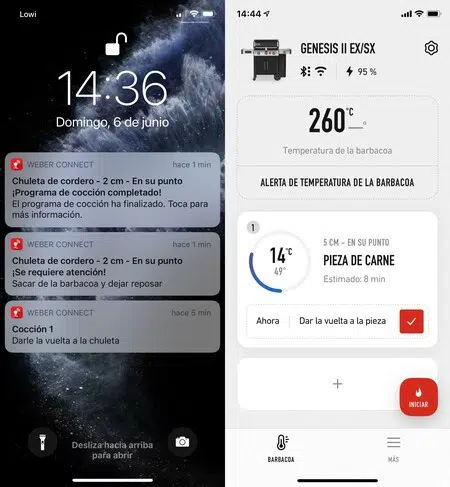 Lowi
14:36
Domingo, 6 de junio
WEBER CONNECT hace 1 min
Chuleta de cordero - 2 cm - En su punto
¡Programa de cocción completado!
El programa de cocción ha finalizado. Toca para
más información.
WEBER CONNECT hace 1 min
Chuleta de cordero - 2 cm - En su punto
¡Se requiere atención!
Sacar de la barbacoa y dejar reposar
WEBER CONNECT hace 5 min
Cocción 1
Darle la vuelta a la chuleta
Desliza hacia arriba
para abrir
14:44
GENESIS II EX/SX
95 %
260°C
Temperatura de la barbacoa
ALERTA DE TEMPERATURA DE LA BARBACOA
1
14°C
49°
5 CM - EN SU PUNTO
PIEZA DE CARNE
Estimado: 8 min
Ahora Dar la vuelta a la pieza
+
INICIAR
BARBACOA
MÁS